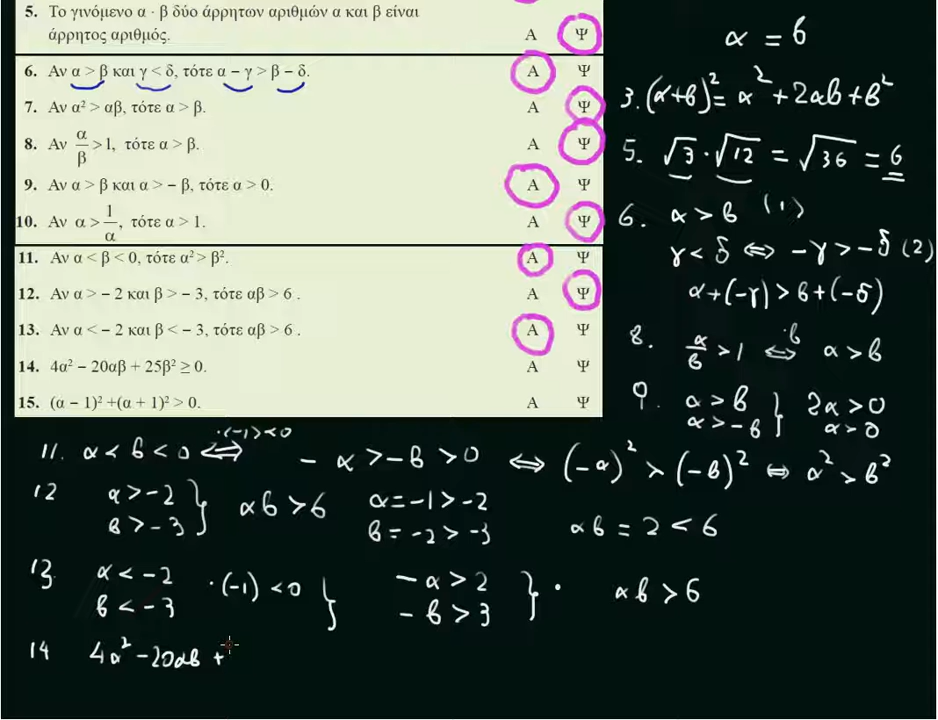 5. Το γινόμενο α · β δύο άρρητων αριθμών α και β είναι
άρρητος αριθμός. Α Ψ
6. Αν α > β και γ < δ, τότε α − γ > β − δ. Α Ψ
7. Αν α² > αβ, τότε α > β. Α Ψ
8. Αν α/β > 1, τότε α > β. Α Ψ
9. Αν α > β και α > − β, τότε α > 0. Α Ψ
10. Αν α > 1/α, τότε α > 1. Α Ψ
11. Αν α < β < 0, τότε α² > β². Α Ψ
12. Αν α > − 2 και β > − 3, τότε αβ > 6 . Α Ψ
13. Αν α < − 2 και β < − 3, τότε αβ > 6 . Α Ψ
14. 4α² − 20αβ + 25β² ≥ 0. Α Ψ
15. (α − 1)² +(α + 1)² > 0. Α Ψ
α = β
3. (α+β)² = α² + 2αβ + β²
5. √3 · √12 = √36 = 6
6. α > β (1)
γ < δ ⇔ −γ > −δ (2)
α+(−γ) > β+(−δ)
8. α/β > 1 ⇔ ·β α > β
9. α > β } 2α > 0
α > −β α > 0
·(−1) < 0
11. α < β < 0 ⇔ − α > −β > 0 ⇔ (−α)² > (−β)² ⇔ α² > β²
12 α > −2 } αβ > 6 α = −1 > −2
β > −3 β = −2 > −3 αβ = 2 < 6
13. α < −2 · (−1) < 0 } − α > 2 } · αβ > 6
β < −3 − β > 3
14 4α² − 20αβ +